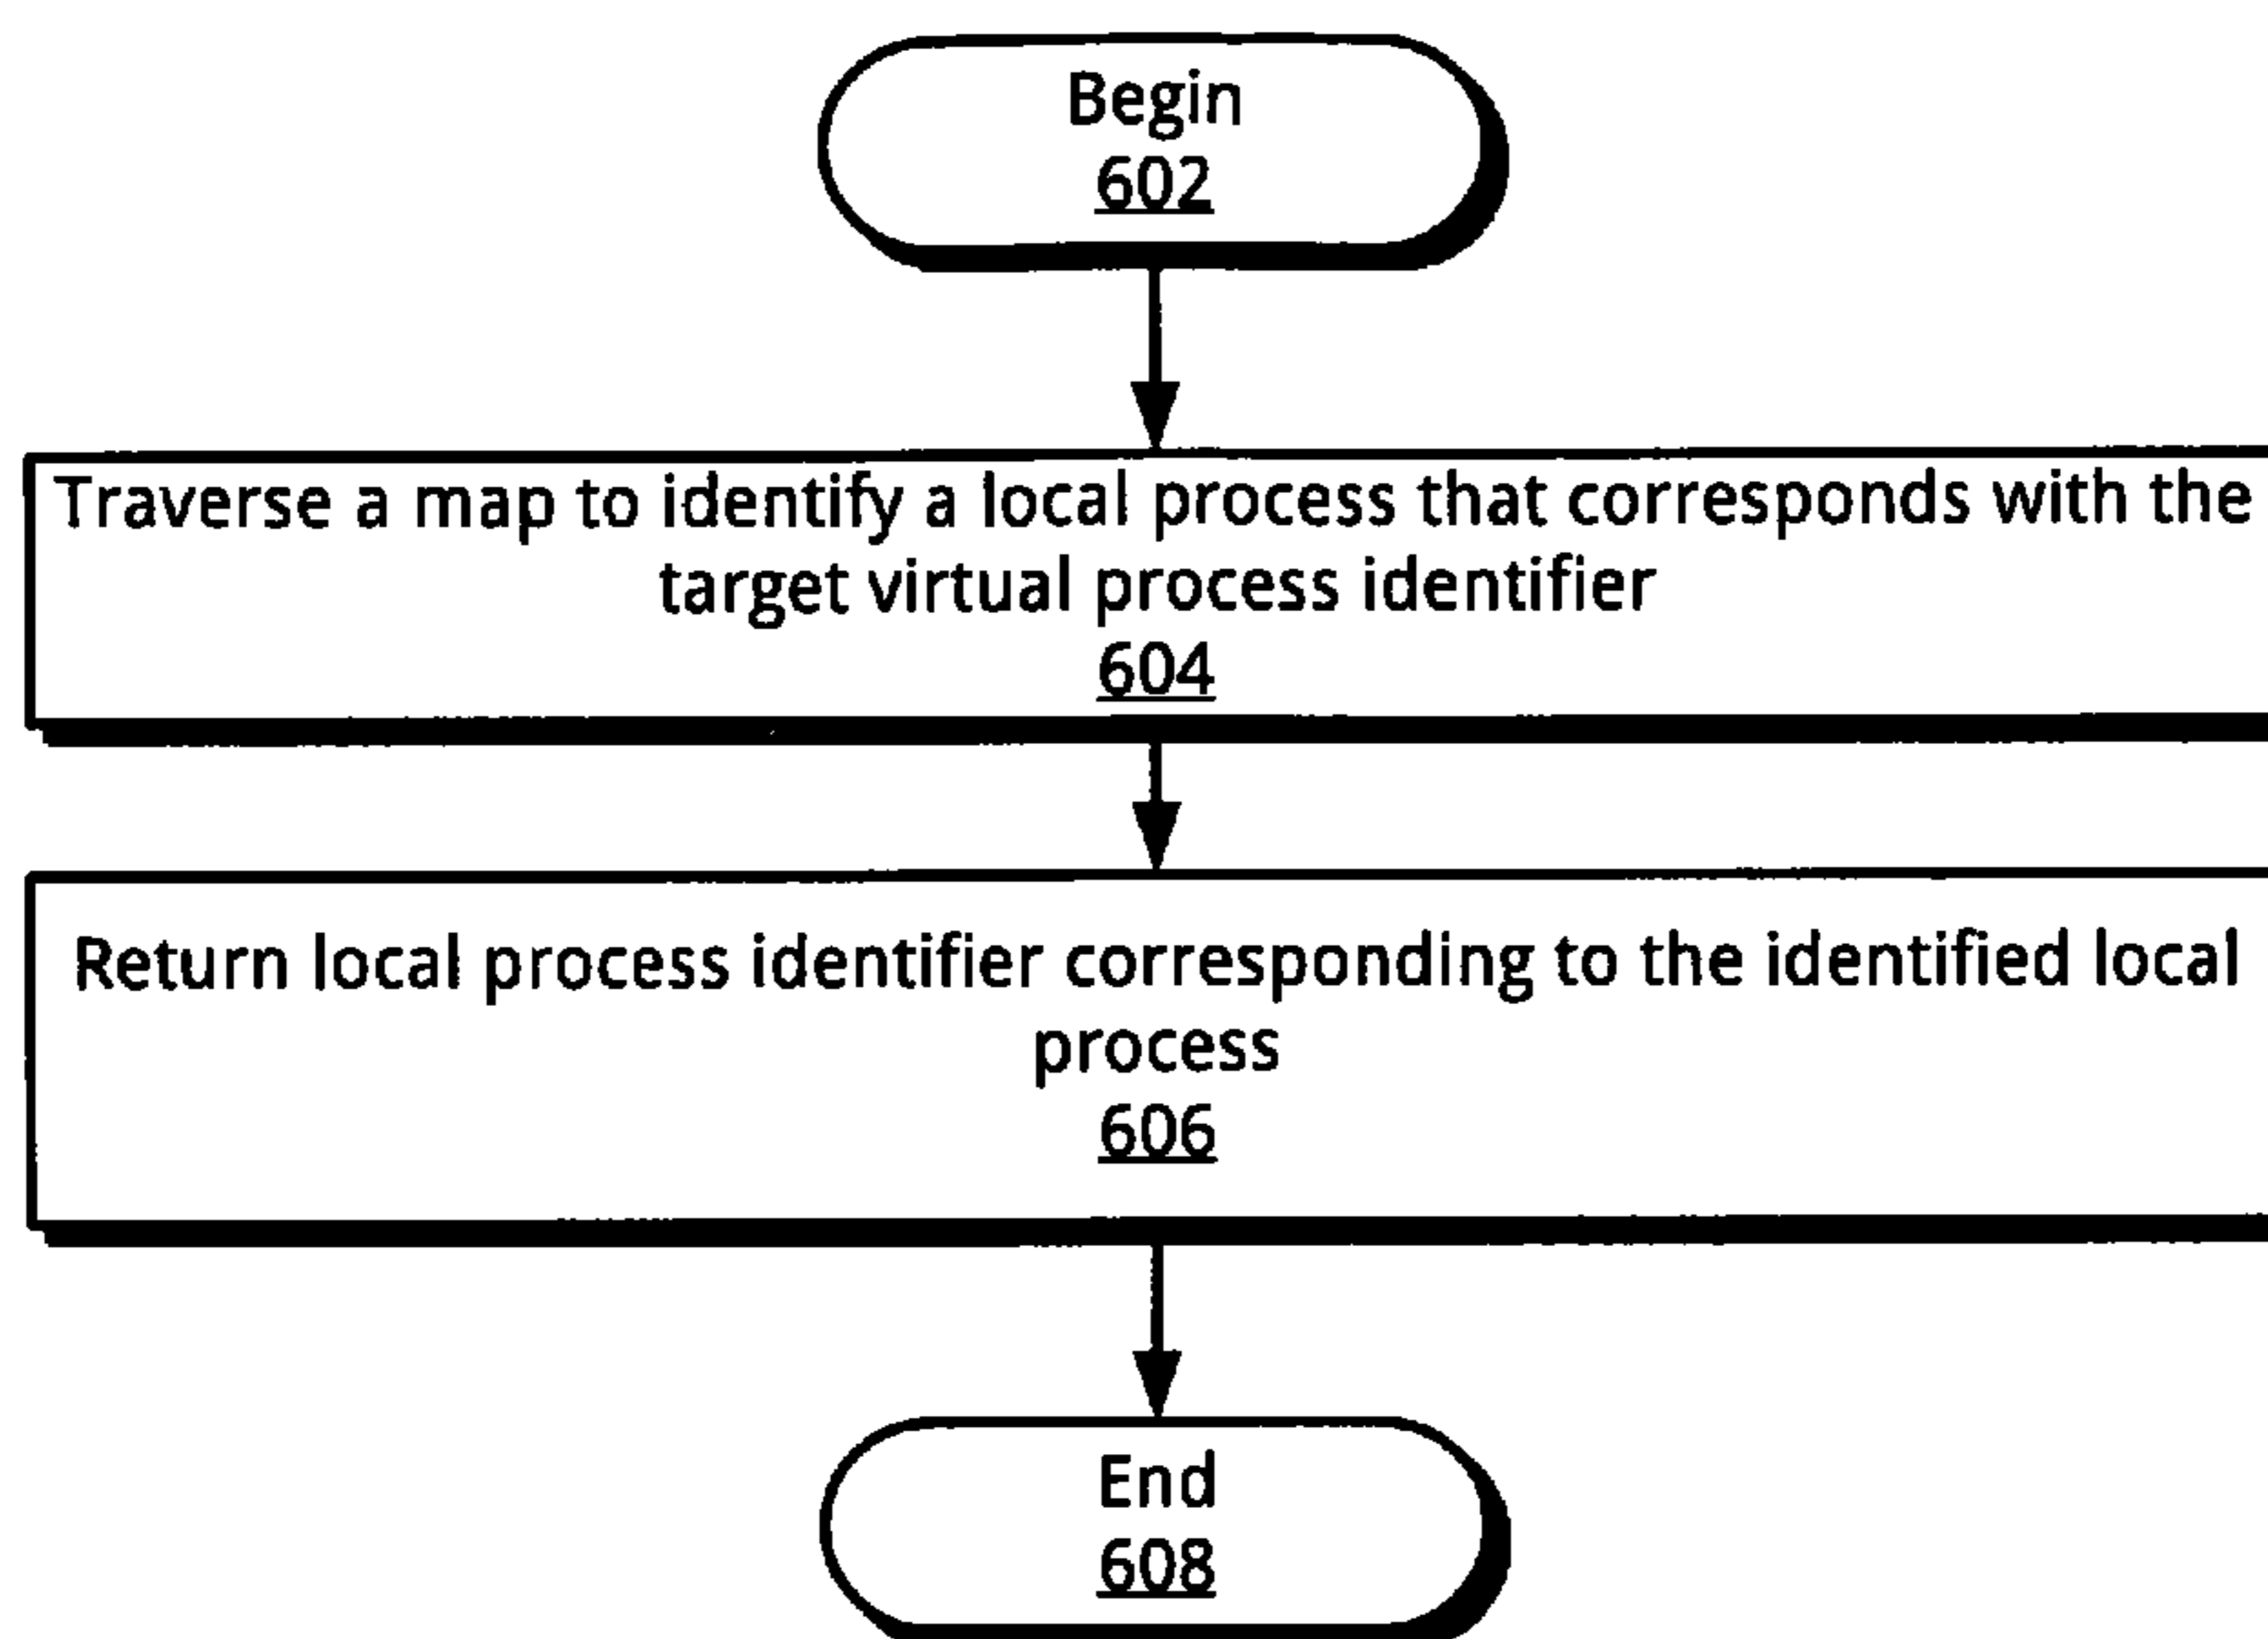 Begin
602
Traverse a map to identify a local process that corresponds with the
target virtual process identifier
604
Return local process identifier corresponding to the identified local
process
606
End
608